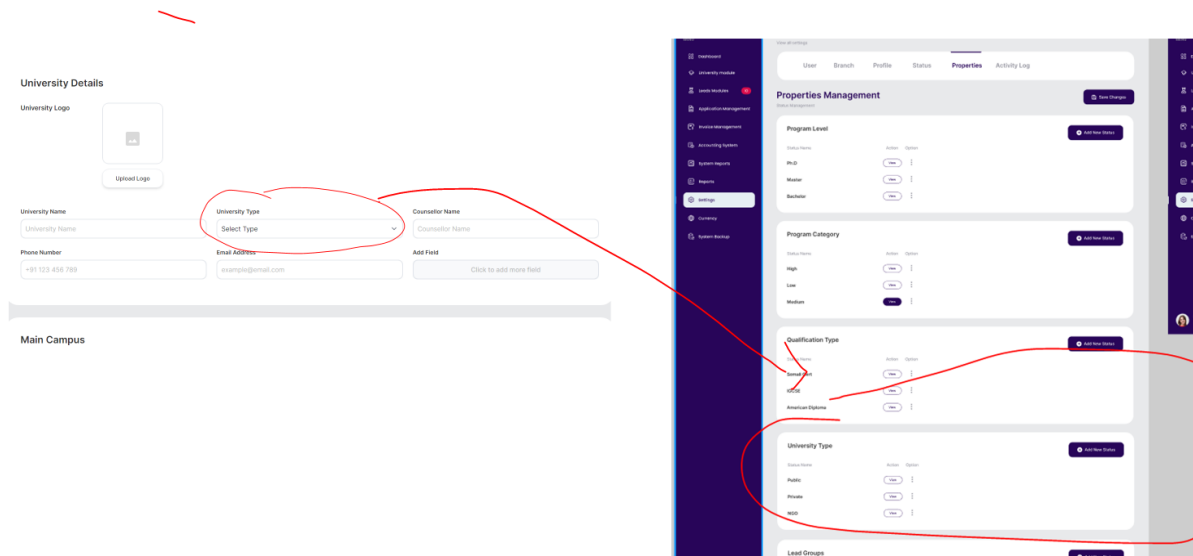 University Details
University Logo
Upload Logo
University Name
University Type
Counsellor Name
University Name
Select Type
Counsellor Name
Phone Number
Email Address
Add Field
+91 123 456 789
example@email.com
Click to add more field
Main Campus
Dashboard
University module
Leeds Modules
Application Management
Invoice Management
Accounting System
System Reports
Reports
Settings
Currency
System Backup
View all settings
User
Branch
Profile
Status
Properties
Activity Log
Properties Management
Status Management
Save Changes
Program Level
Add New Status
Status Name
Action
Option
Ph.D
View
Master
View
Bachelor
View
Program Category
Add New Status
Status Name
Action
Option
High
View
Low
View
Medium
View
Qualification Type
Add New Status
Status Name
Action
Option
View
IGCSE
View
American Diploma
View
University Type
Add New Status
Status Name
Action
Option
Public
View
Private
View
NGO
View
Lead Groups